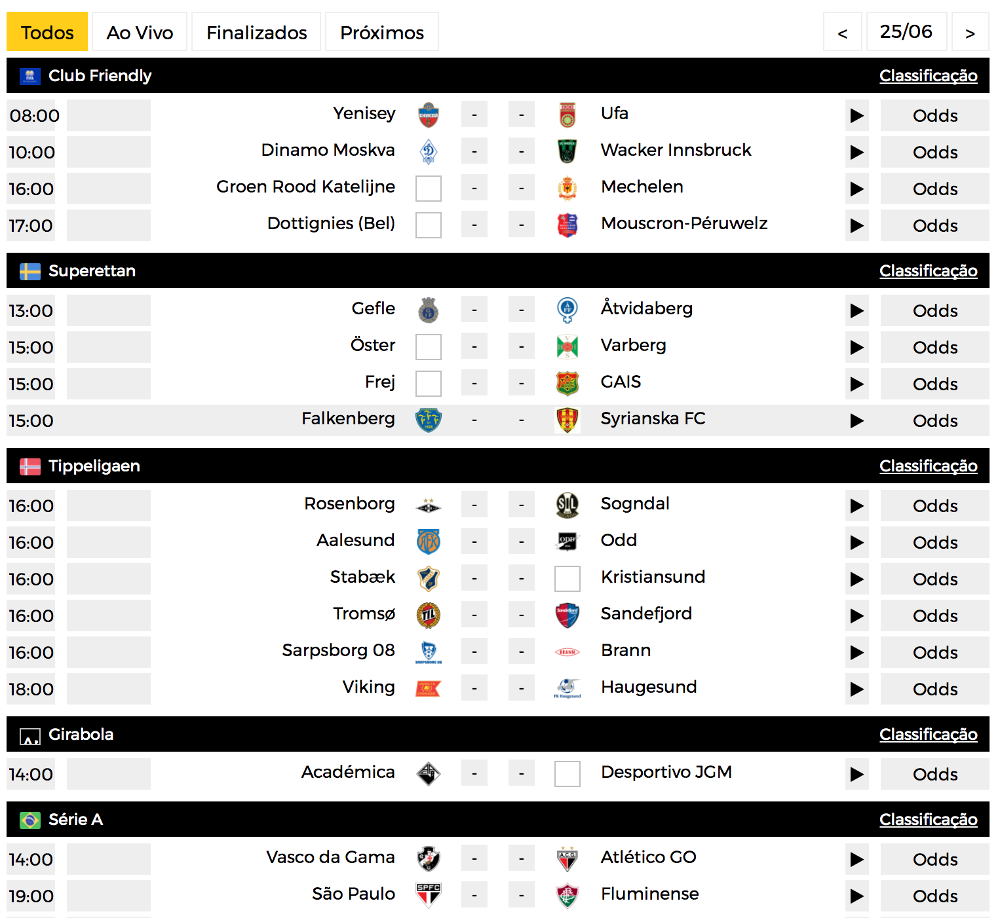 Todos Ao Vivo Finalizados Próximos < 25/06 >
Club Friendly Classificação
08:00 Yenisey - - Ufa Odds
10:00 Dinamo Moskva - - Wacker Innsbruck Odds
16:00 Groen Rood Katelijne - - Mechelen Odds
17:00 Dottignies (Bel) - - Mouscron-Péruwelz Odds
Superettan Classificação
13:00 Gefle - - Åtvidaberg Odds
15:00 Öster - - Varberg Odds
15:00 Frej - - GAIS Odds
15:00 Falkenberg - - Syrianska FC Odds
Tippeligaen Classificação
16:00 Rosenborg - - Sogndal Odds
16:00 Aalesund - - Odd Odds
16:00 Stabæk - - Kristiansund Odds
16:00 Tromsø - - Sandefjord Odds
16:00 Sarpsborg 08 - - Brann Odds
18:00 Viking - - Haugesund Odds
Girabola Classificação
14:00 Académica - - Desportivo JGM Odds
Série A Classificação
14:00 Vasco da Gama - - Atlético GO Odds
19:00 São Paulo - - Fluminense Odds